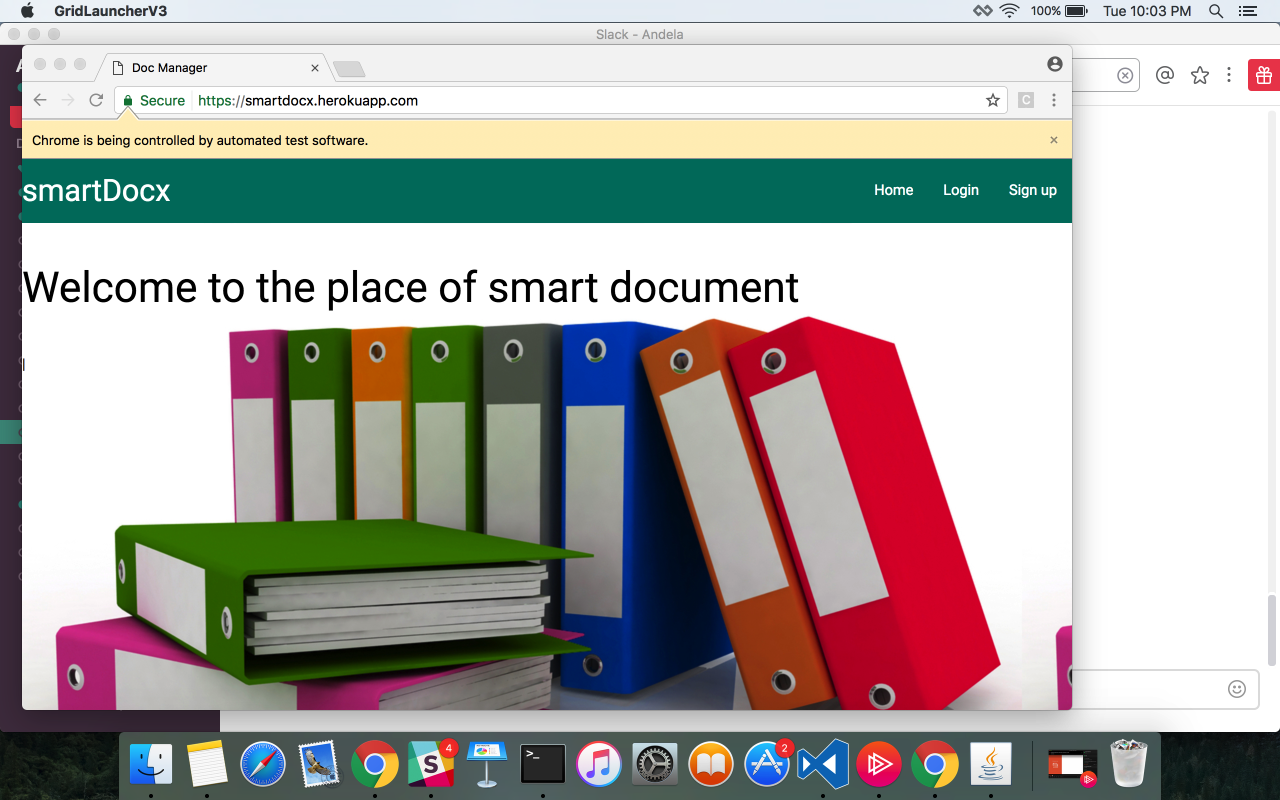 GridLauncherV3
100%
Tue 10:03 PM
Slack - Andela
Doc Manager
Secure
https://smartdocx.herokuapp.com
C
Chrome is being controlled by automated test software.
smartDocx
Home
Login
Sign up
Welcome to the place of smart document
4
2